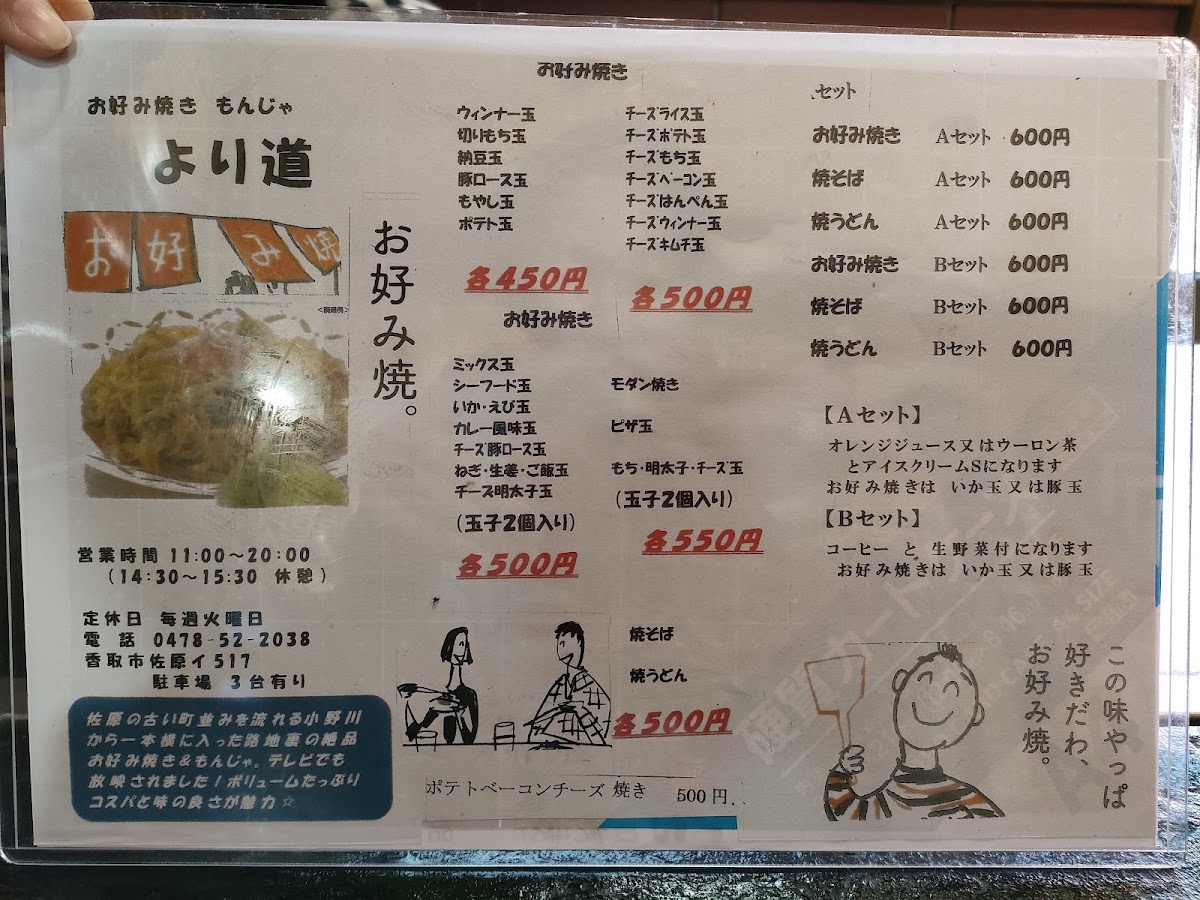 お好み焼き もんじゃ
より道
お好み焼
<調理例>
お好み焼。
営業時間 11:00～20:00
(14:30～15:30 休憩)
定休日 毎週火曜日
電 話 0478-52-2038
香取市佐原イ517
駐車場 3台有り
佐原の古い町並みを流れる小野川
から一本横に入った路地裏の絶品
お好み焼き&もんじゃ。テレビでも
放映されました！ボリュームたっぷり
コスパと味の良さが魅力☆
お好み焼き
ウィンナー玉
切りもち玉
納豆玉
豚ロース玉
もやし玉
ポテト玉
各450円
チーズライス玉
チーズポテト玉
チーズもち玉
チーズベーコン玉
チーズはんぺん玉
チーズウィンナー玉
チーズキムチ玉
各500円
お好み焼き
ミックス玉
シーフード玉
いか・えび玉
カレー風味玉
チーズ豚ロース玉
ねぎ・生姜・ご飯玉
チーズ明太子玉
(玉子2個入り)
各500円
モダン焼き
ピザ玉
もち・明太子・チーズ玉
(玉子2個入り)
各550円
焼そば
焼うどん
各500円
ポテトベーコンチーズ 焼き 500円
セット
お好み焼き Aセット 600円
焼そば Aセット 600円
焼うどん Aセット 600円
お好み焼き Bセット 600円
焼そば Bセット 600円
焼うどん Bセット 600円
【Aセット】
オレンジジュース又はウーロン茶
とアイスクリームSになります
お好み焼きは いか玉又は豚玉
【Bセット】
コーヒー と 生野菜付になります
お好み焼きは いか玉又は豚玉
この味やっぱ
好きだわ、
お好み焼。